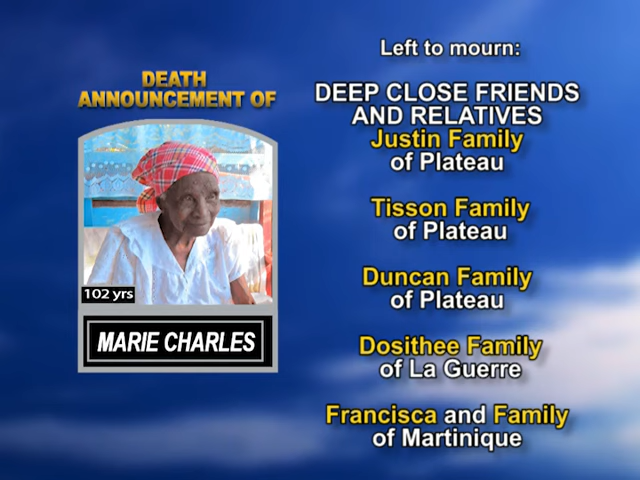 DEATH
ANNOUNCEMENT OF
102 yrs
MARIE CHARLES
Left to mourn:
DEEP CLOSE FRIENDS
AND RELATIVES
Justin Family
of Plateau
Tisson Family
of Plateau
Duncan Family
of Plateau
Dosithee Family
of La Guerre
Francisca and Family
of Martinique